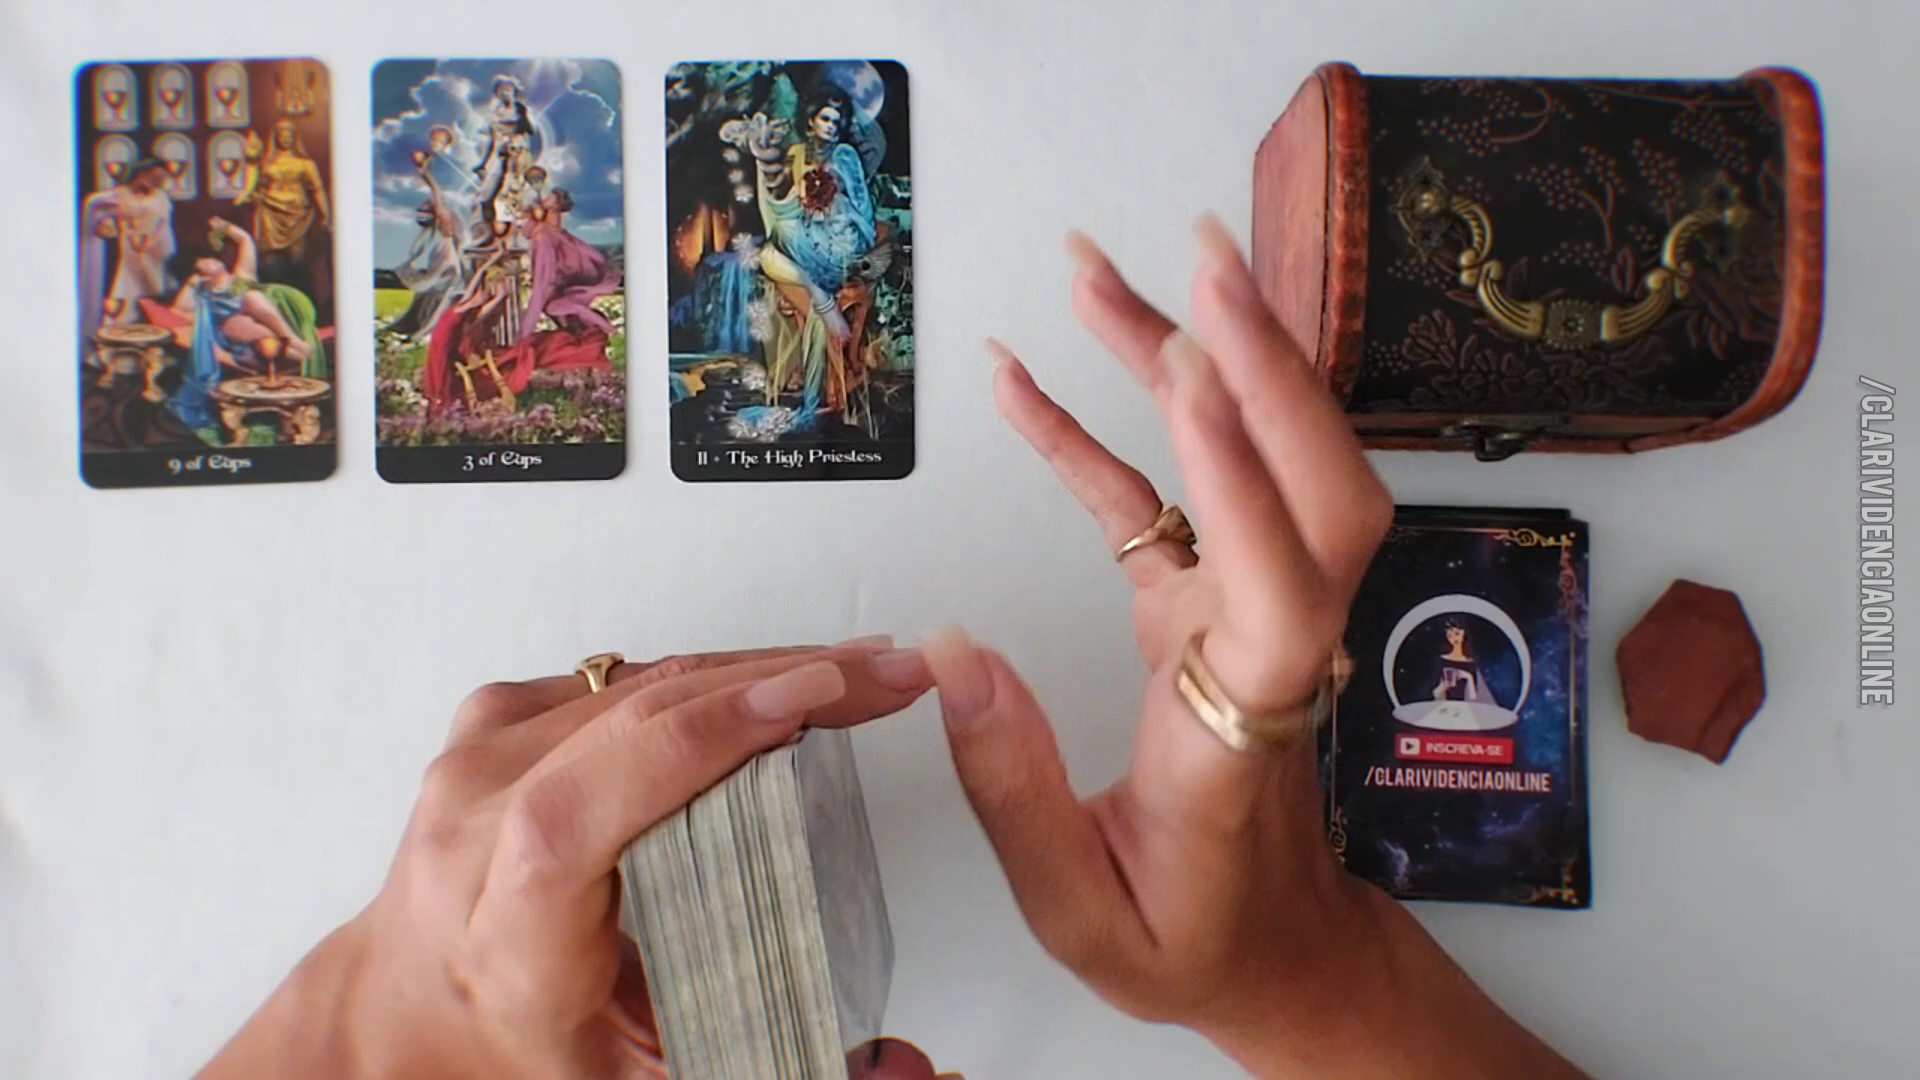 9 of Cups
3 of Cups
II • The High Priestess
INSCREVA-SE
/CLARIVIDENCIAONLINE
/CLARIVIDENCIAONLINE